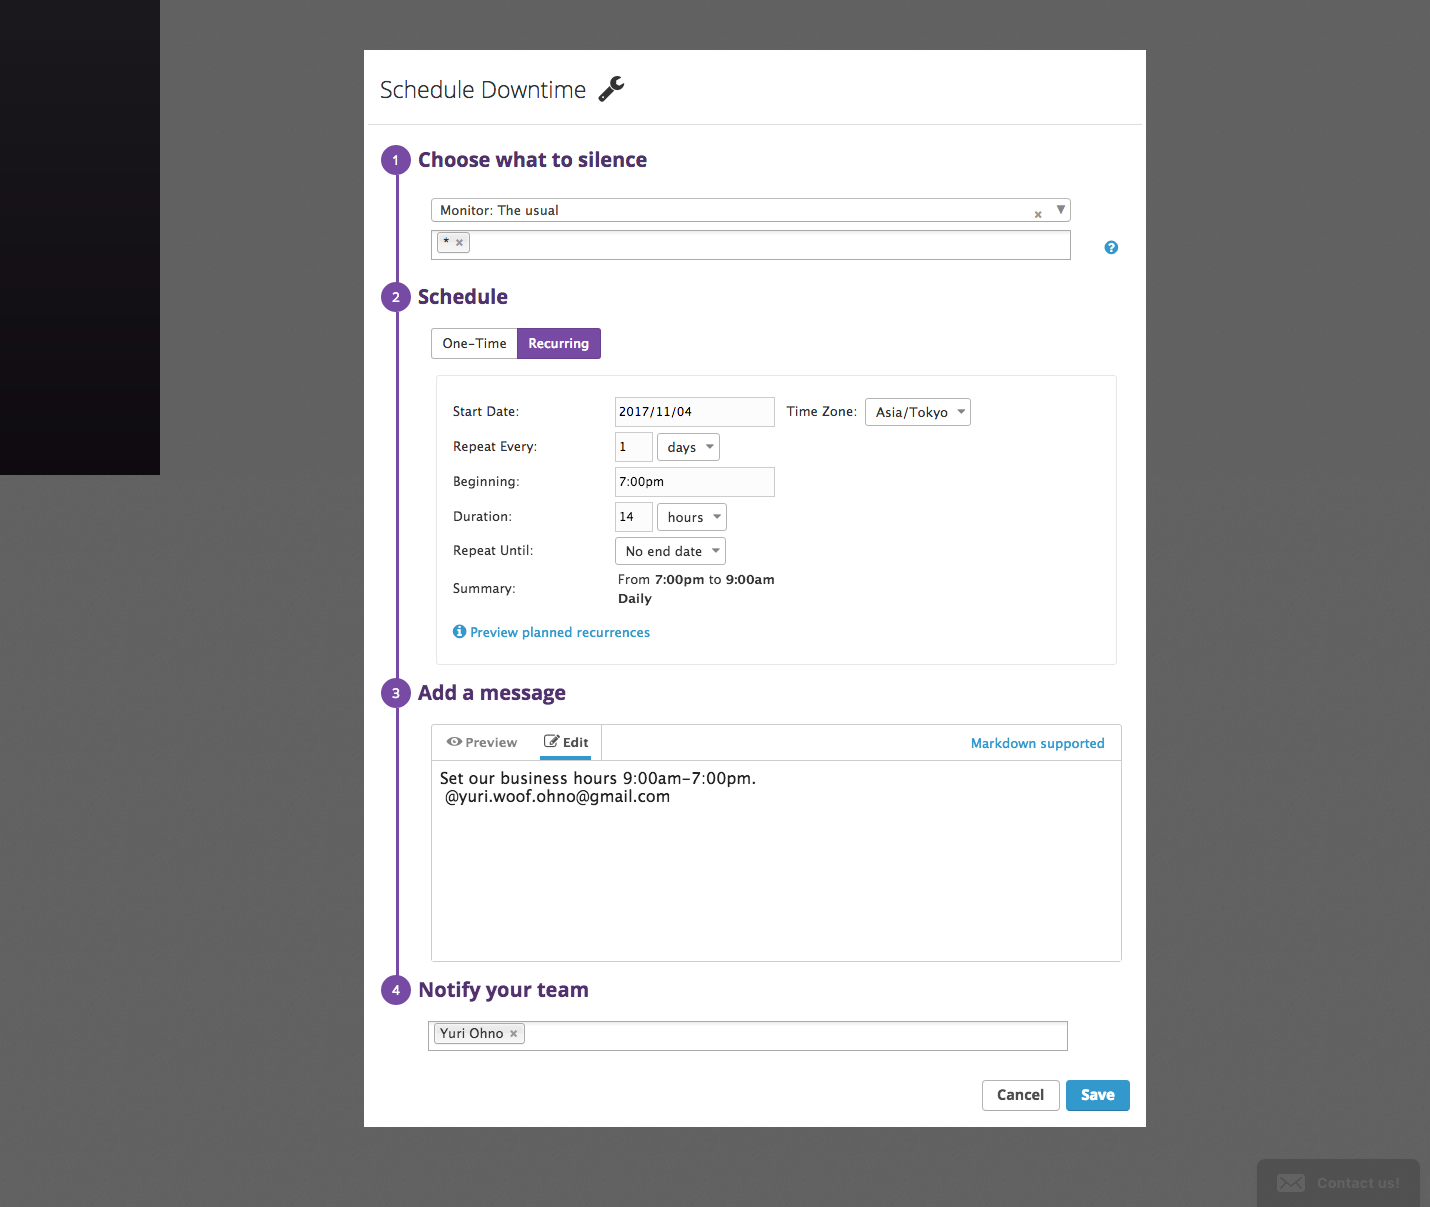 Schedule Downtime
1 Choose what to silence
Monitor: The usual × ▼
* ×
?
2 Schedule
One-Time Recurring
Start Date: 2017/11/04 Time Zone: Asia/Tokyo
Repeat Every: 1 days
Beginning: 7:00pm
Duration: 14 hours
Repeat Until: No end date
Summary: From 7:00pm to 9:00am
Daily
Preview planned recurrences
3 Add a message
Preview Edit Markdown supported
Set our business hours 9:00am-7:00pm.
@yuri.woof.ohno@gmail.com
4 Notify your team
Yuri Ohno ×
Cancel Save
Contact us!